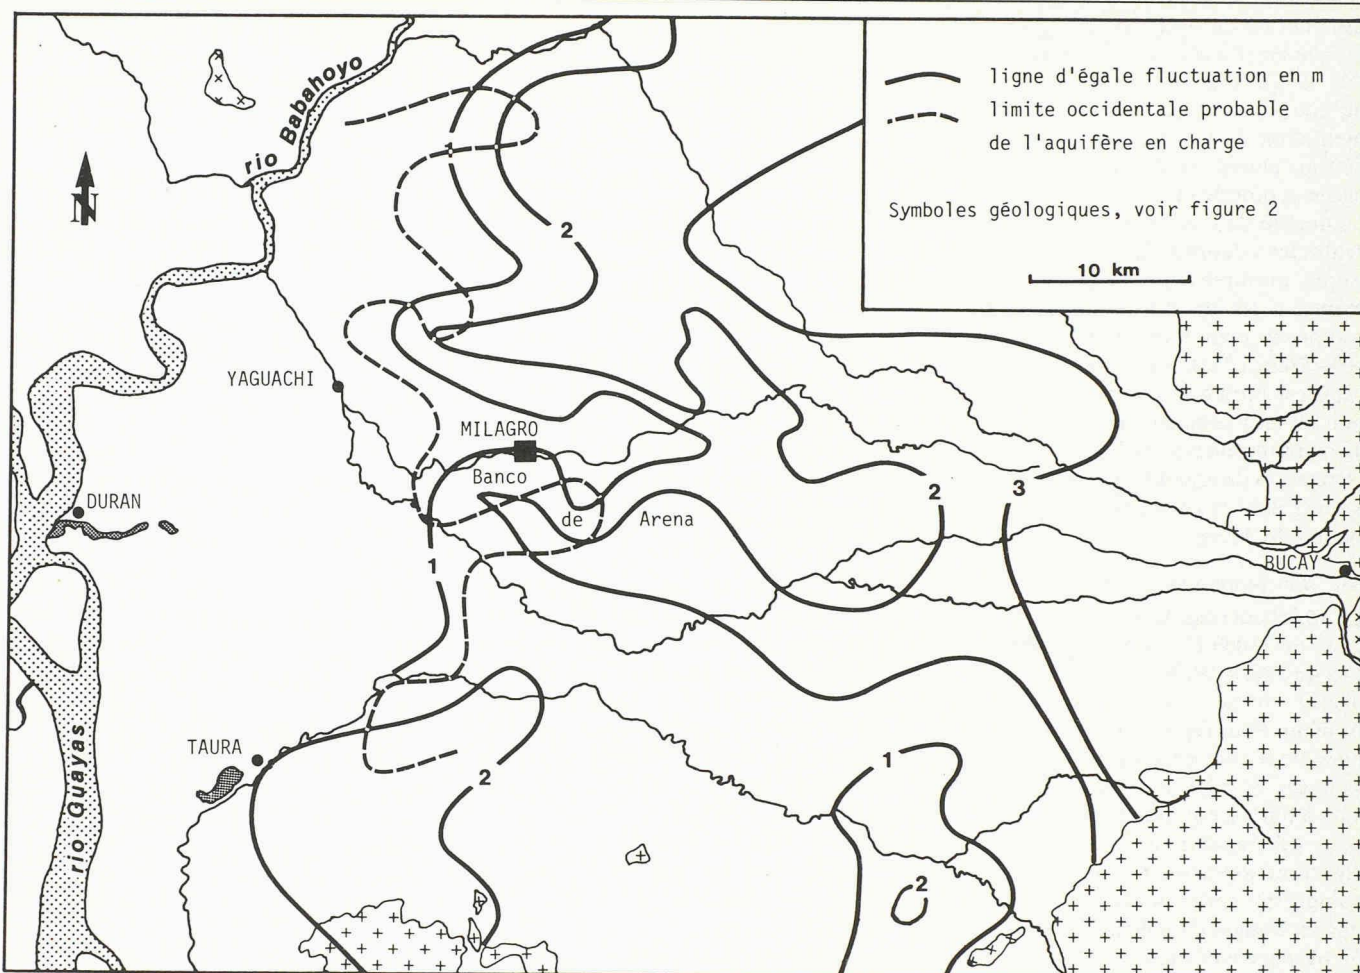 ligne d'égale fluctuation en m
limite occidentale probable
de l'aquifère en charge
Symboles géologiques, voir figure 2
10 km
rio Babahoyo
N
2
YAGUACHI
MILAGRO
Banco
de
Arena
2
3
DURAN
BUCAY
1
TAURA
rio Guayas
2
1
2